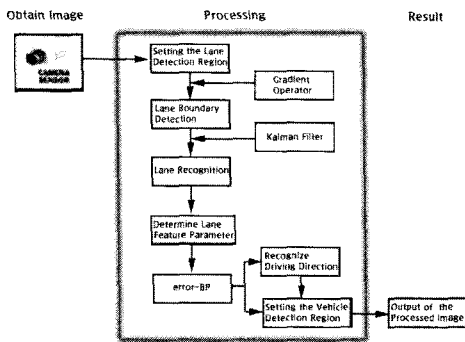 Obtain Image
Processing
Result
CAMERA
SENSOR
Setting the Lane
Detection Region
Gradient
Operator
Lane Boundary
Detection
Kalman Filter
Lane Recognition
Determine Lane
Feature Parameter
error-BP
Recognize
Driving Direction
Setting the Vehicle
Detection Region
Output of the
Processed Image